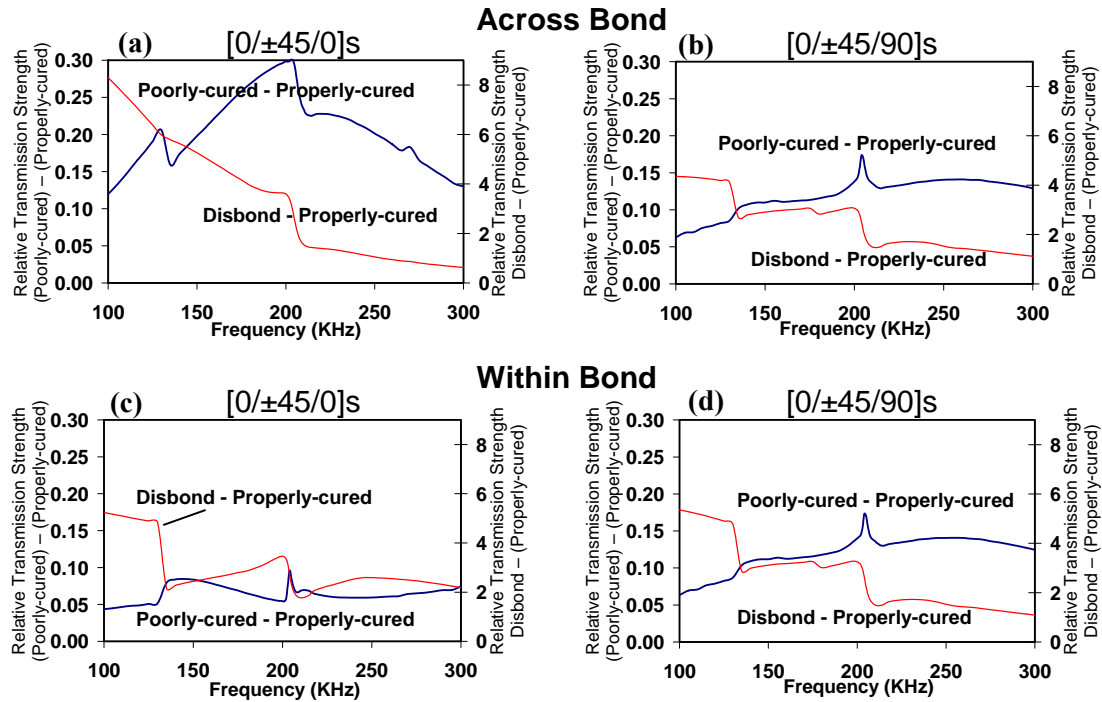 Across Bond
(a)
[0/±45/0]s
Relative Transmission Strength
(Poorly-cured) – (Properly-cured)
0.30
0.25
0.20
0.15
0.10
0.05
0.00
Poorly-cured - Properly-cured
Disbond - Properly-cured
8
6
4
2
0
Relative Transmission Strength
Disbond – (Properly-cured)
100 150 200 250 300
Frequency (KHz)
(b)
[0/±45/90]s
Relative Transmission Strength
(Poorly-cured) – (Properly-cured)
0.30
0.25
0.20
0.15
0.10
0.05
0.00
Poorly-cured - Properly-cured
Disbond - Properly-cured
8
6
4
2
0
Relative Transmission Strength
Disbond – (Properly-cured)
100 150 200 250 300
Frequency (KHz)
Within Bond
(c)
[0/±45/0]s
Relative Transmission Strength
(Poorly-cured) – (Properly-cured)
0.30
0.25
0.20
0.15
0.10
0.05
0.00
Disbond - Properly-cured
Poorly-cured - Properly-cured
8
6
4
2
0
Relative Transmission Strength
Disbond – (Properly-cured)
100 150 200 250 300
Frequency (KHz)
(d)
[0/±45/90]s
Relative Transmission Strength
(Poorly-cured) – (Properly-cured)
0.30
0.25
0.20
0.15
0.10
0.05
0.00
Poorly-cured - Properly-cured
Disbond - Properly-cured
8
6
4
2
0
Relative Transmission Strength
Disbond – (Properly-cured)
100 150 200 250 300
Frequency (KHz)